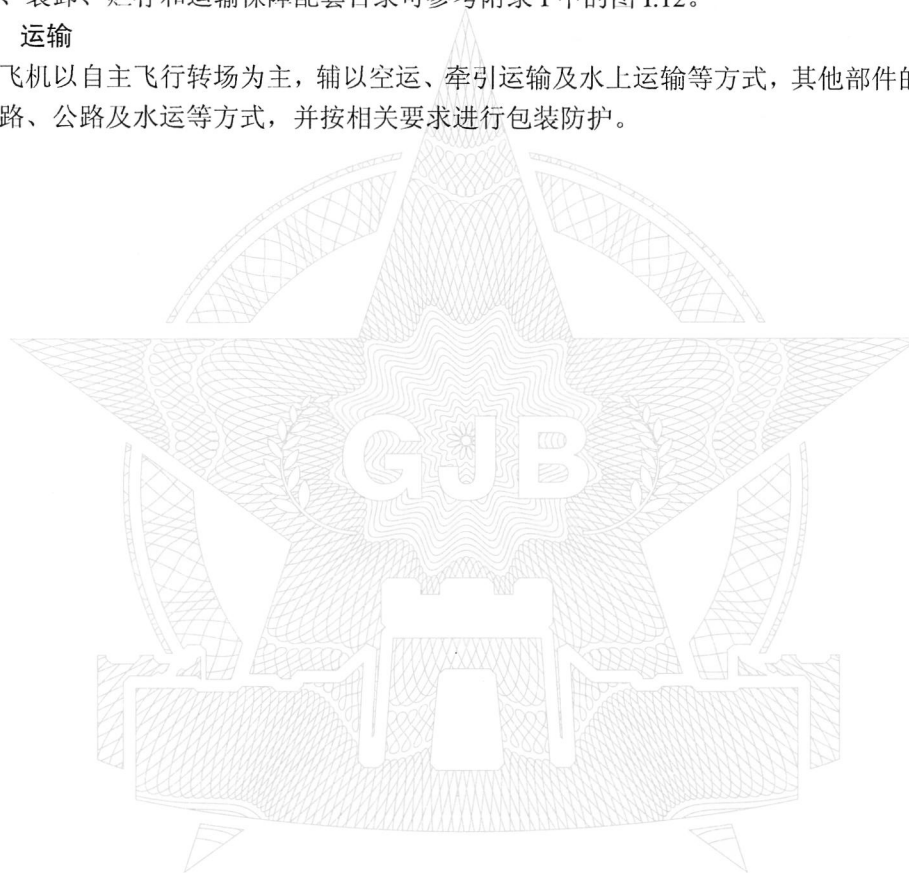 、装卸、贮存和运输保障配套目录可参考附录 I 中的图 I.12。
运输
飞机以自主飞行转场为主，辅以空运、牵引运输及水上运输等方式，其他部件的
路、公路及水运等方式，并按相关要求进行包装防护。
GJB